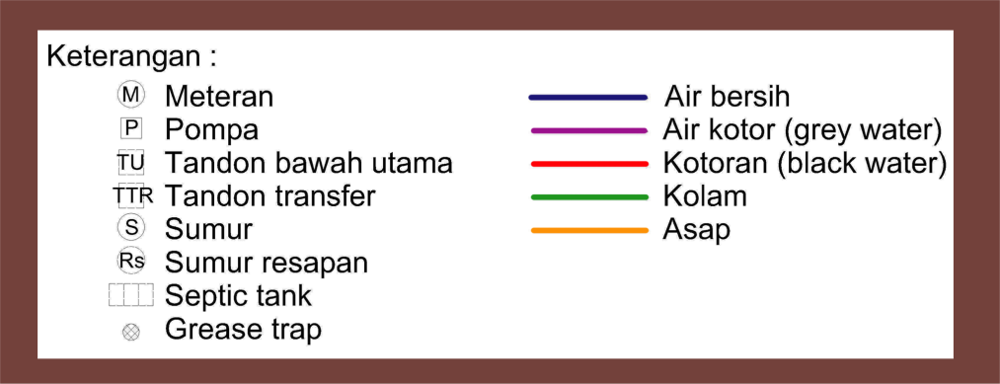 Keterangan :
M Meteran
P Pompa
TU Tandon bawah utama
TTR Tandon transfer
S Sumur
Rs Sumur resapan
Septic tank
Grease trap
Air bersih
Air kotor (grey water)
Kotoran (black water)
Kolam
Asap